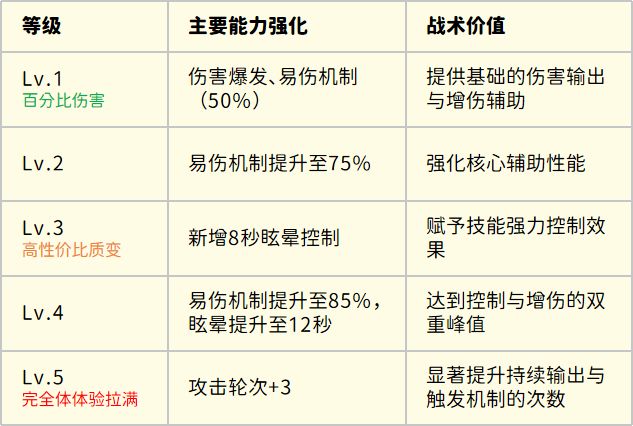 等级
主要能力强化
战术价值
Lv.1
百分比伤害
伤害爆发、易伤机制
（50%）
提供基础的伤害输出
与增伤辅助
Lv.2
易伤机制提升至75%
强化核心辅助性能
Lv.3
高性价比质变
新增8秒眩晕控制
赋予技能强力控制效
果
Lv.4
易伤机制提升至85%，
眩晕提升至12秒
达到控制与增伤的双
重峰值
Lv.5
完全体体验拉满
攻击轮次+3
显著提升持续输出与
触发机制的次数